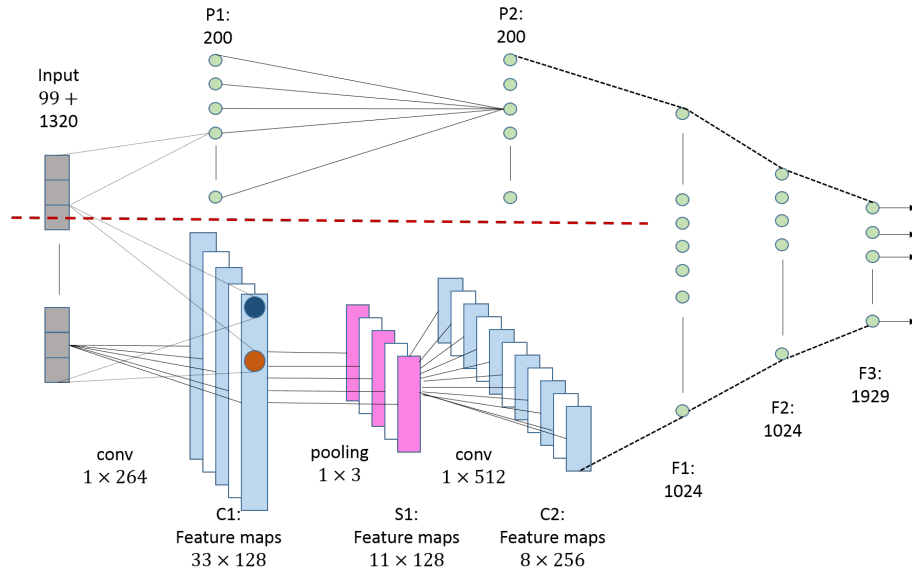 P1:
200
P2:
200
Input
99 +
1320
conv
1 × 264
pooling
1 × 3
conv
1 × 512
C1:
Feature maps
33 × 128
S1:
Feature maps
11 × 128
C2:
Feature maps
8 × 256
F1:
1024
F2:
1024
F3:
1929